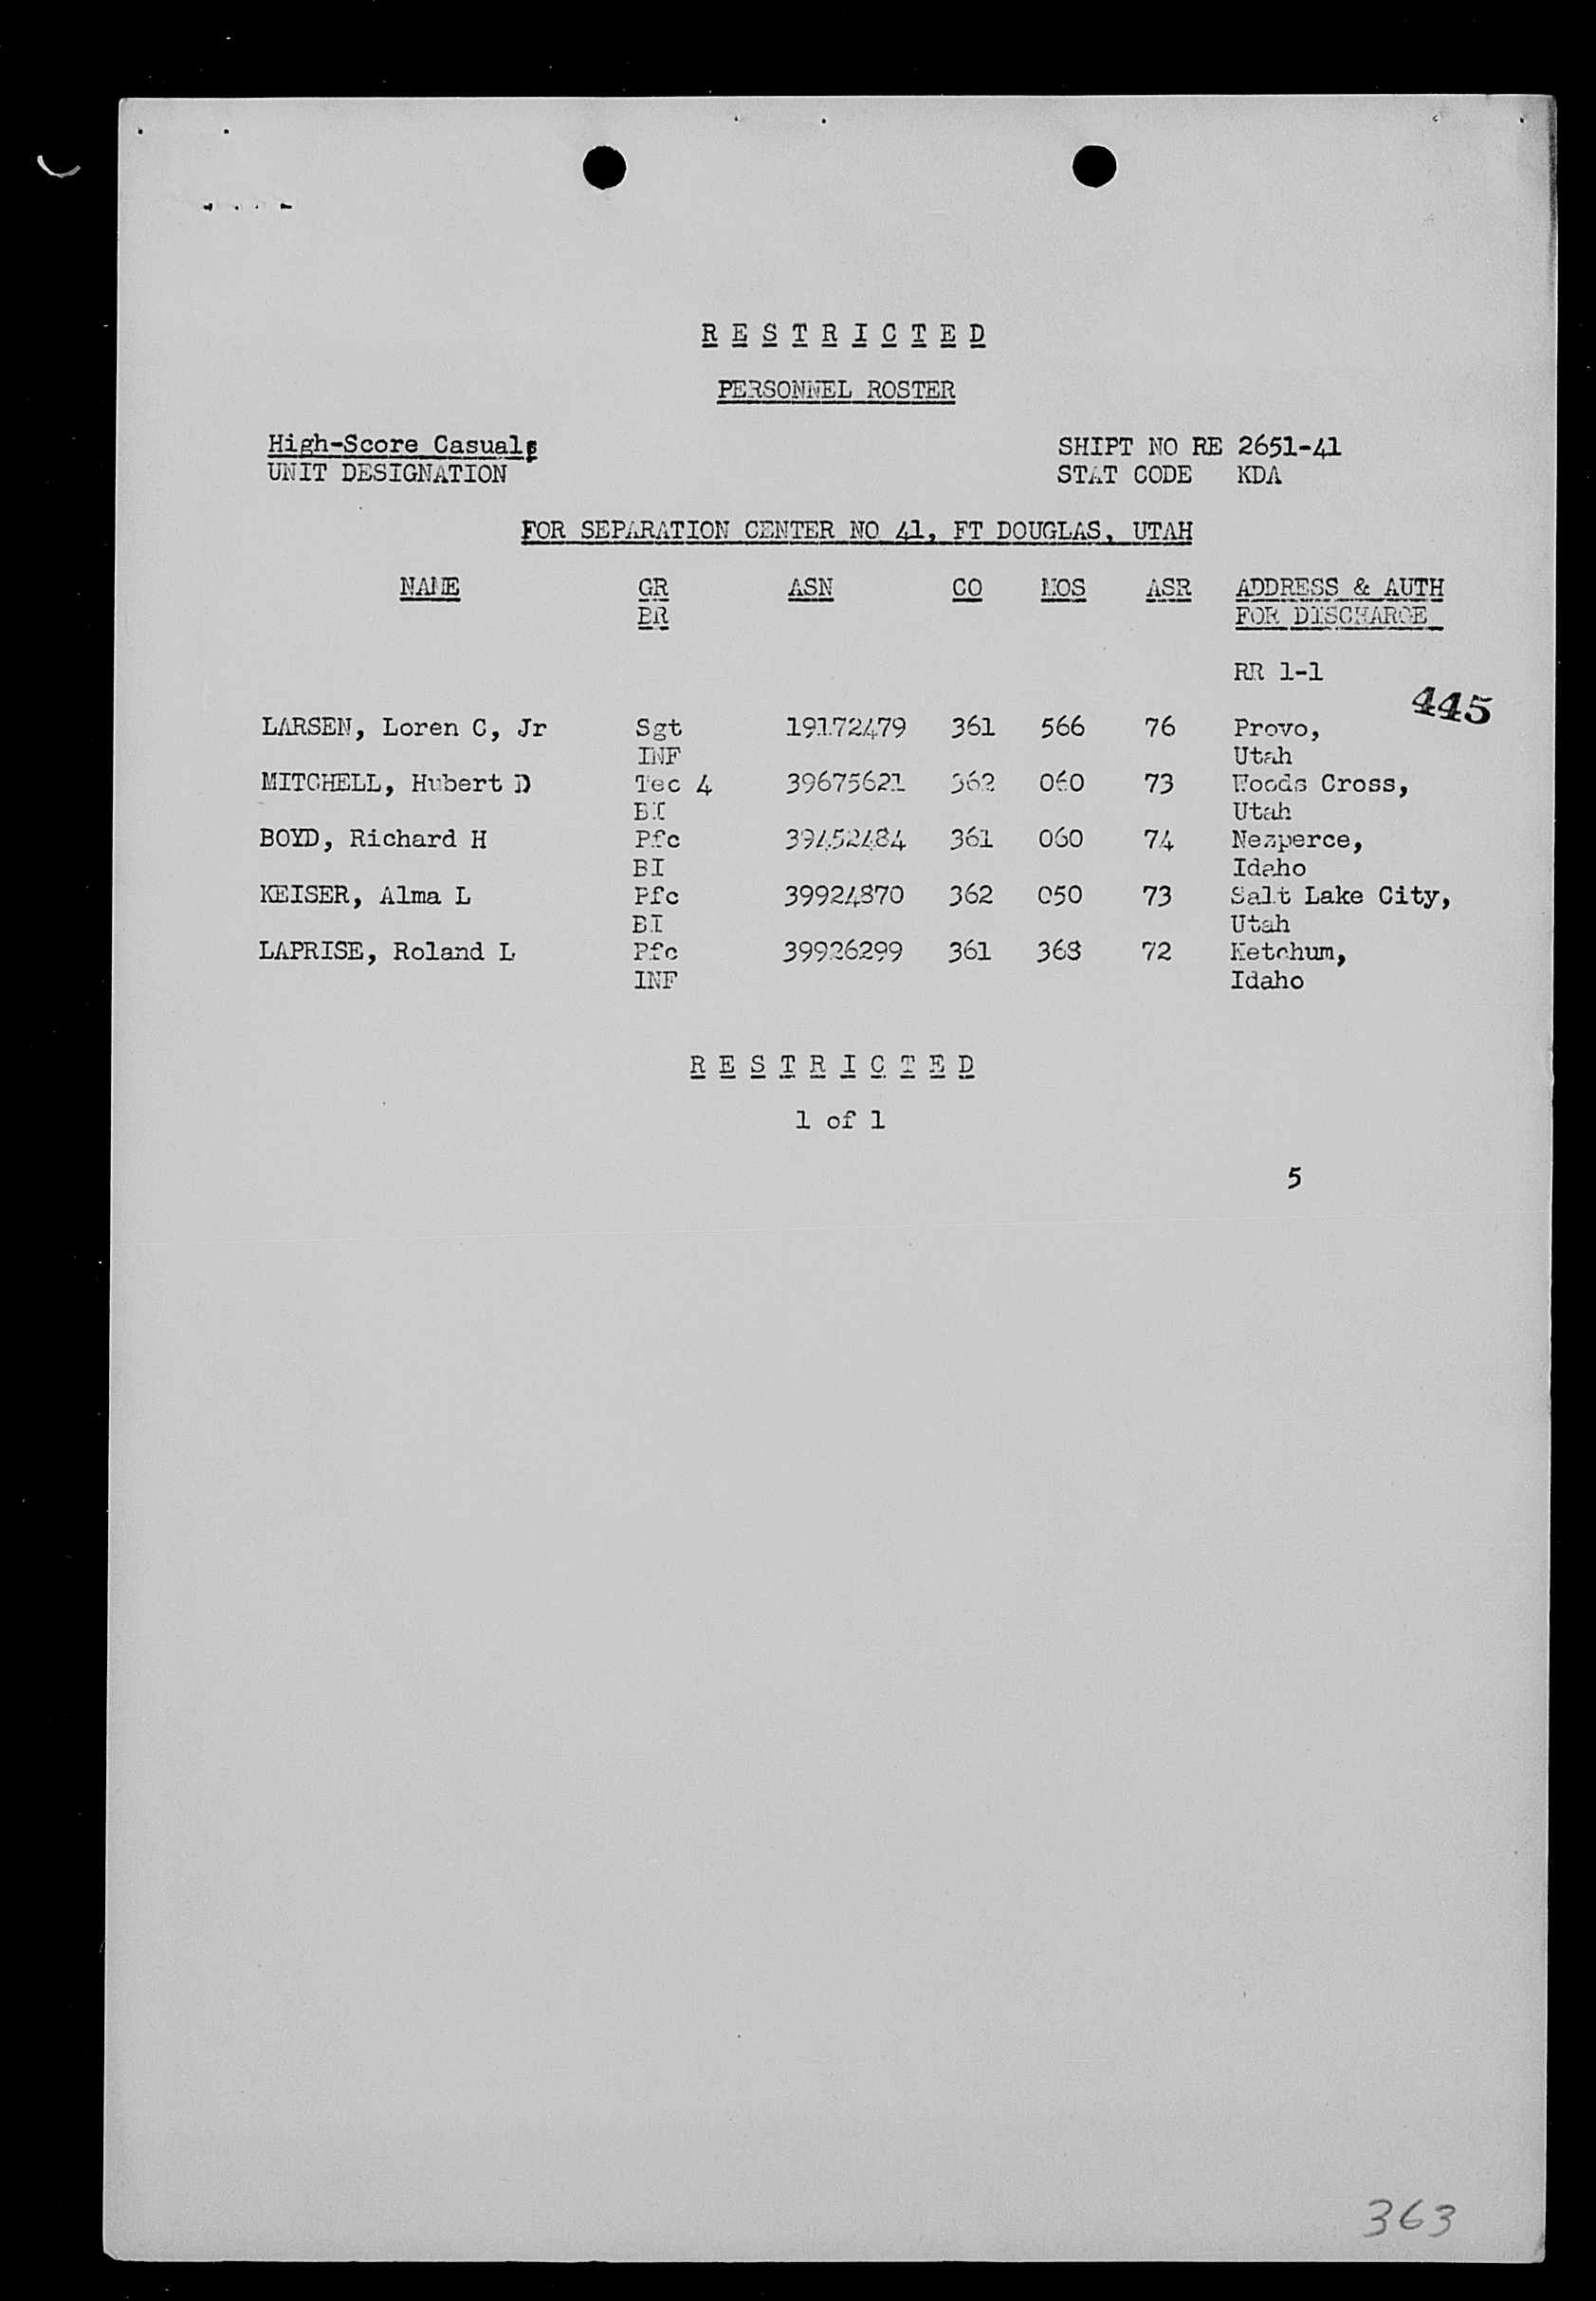 R E S T R I C T E D
PERSONNEL ROSTER
High-Score Casuals SHIPT NO RE 2651-41
UNIT DESIGNATION STAT CODE KDA
FOR SEPARATION CENTER NO 41, FT DOUGLAS, UTAH
NAME GR ASN CO MOS ASR ADDRESS & AUTH
BR FOR DISCHARGE
RR 1-1
445
LARSEN, Loren C, Jr Sgt 19172479 361 566 76 Provo,
INF Utah
MITCHELL, Hubert D Tec 4 39675621 362 060 73 Woods Cross,
BI Utah
BOYD, Richard H Pfc 39452484 361 060 74 Nezperce,
BI Idaho
KEISER, Alma L Pfc 39924870 362 050 73 Salt Lake City,
BI Utah
LAPRISE, Roland L Pfc 39926299 361 368 72 Ketchum,
INF Idaho
R E S T R I C T E D
1 of 1
5
363